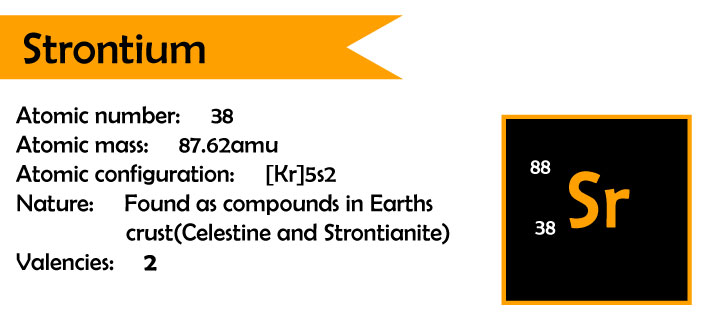 Strontium
Atomic number: 38
Atomic mass: 87.62amu
Atomic configuration: [Kr]5s2
Nature: Found as compounds in Earths
crust(Celestine and Strontianite)
Valencies: 2
88
Sr
38